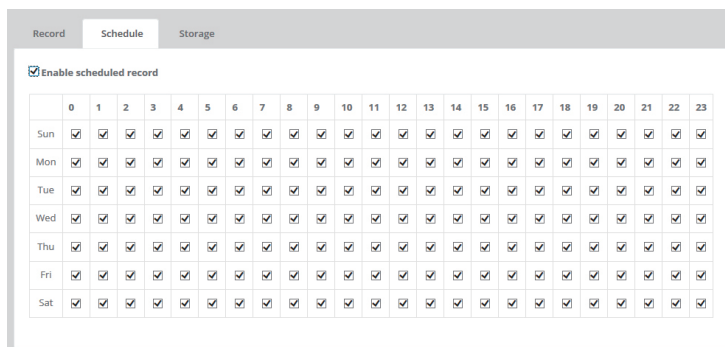 Record Schedule Storage
Enable scheduled record
0 1 2 3 4 5 6 7 8 9 10 11 12 13 14 15 16 17 18 19 20 21 22 23
Sun
Mon
Tue
Wed
Thu
Fri
Sat